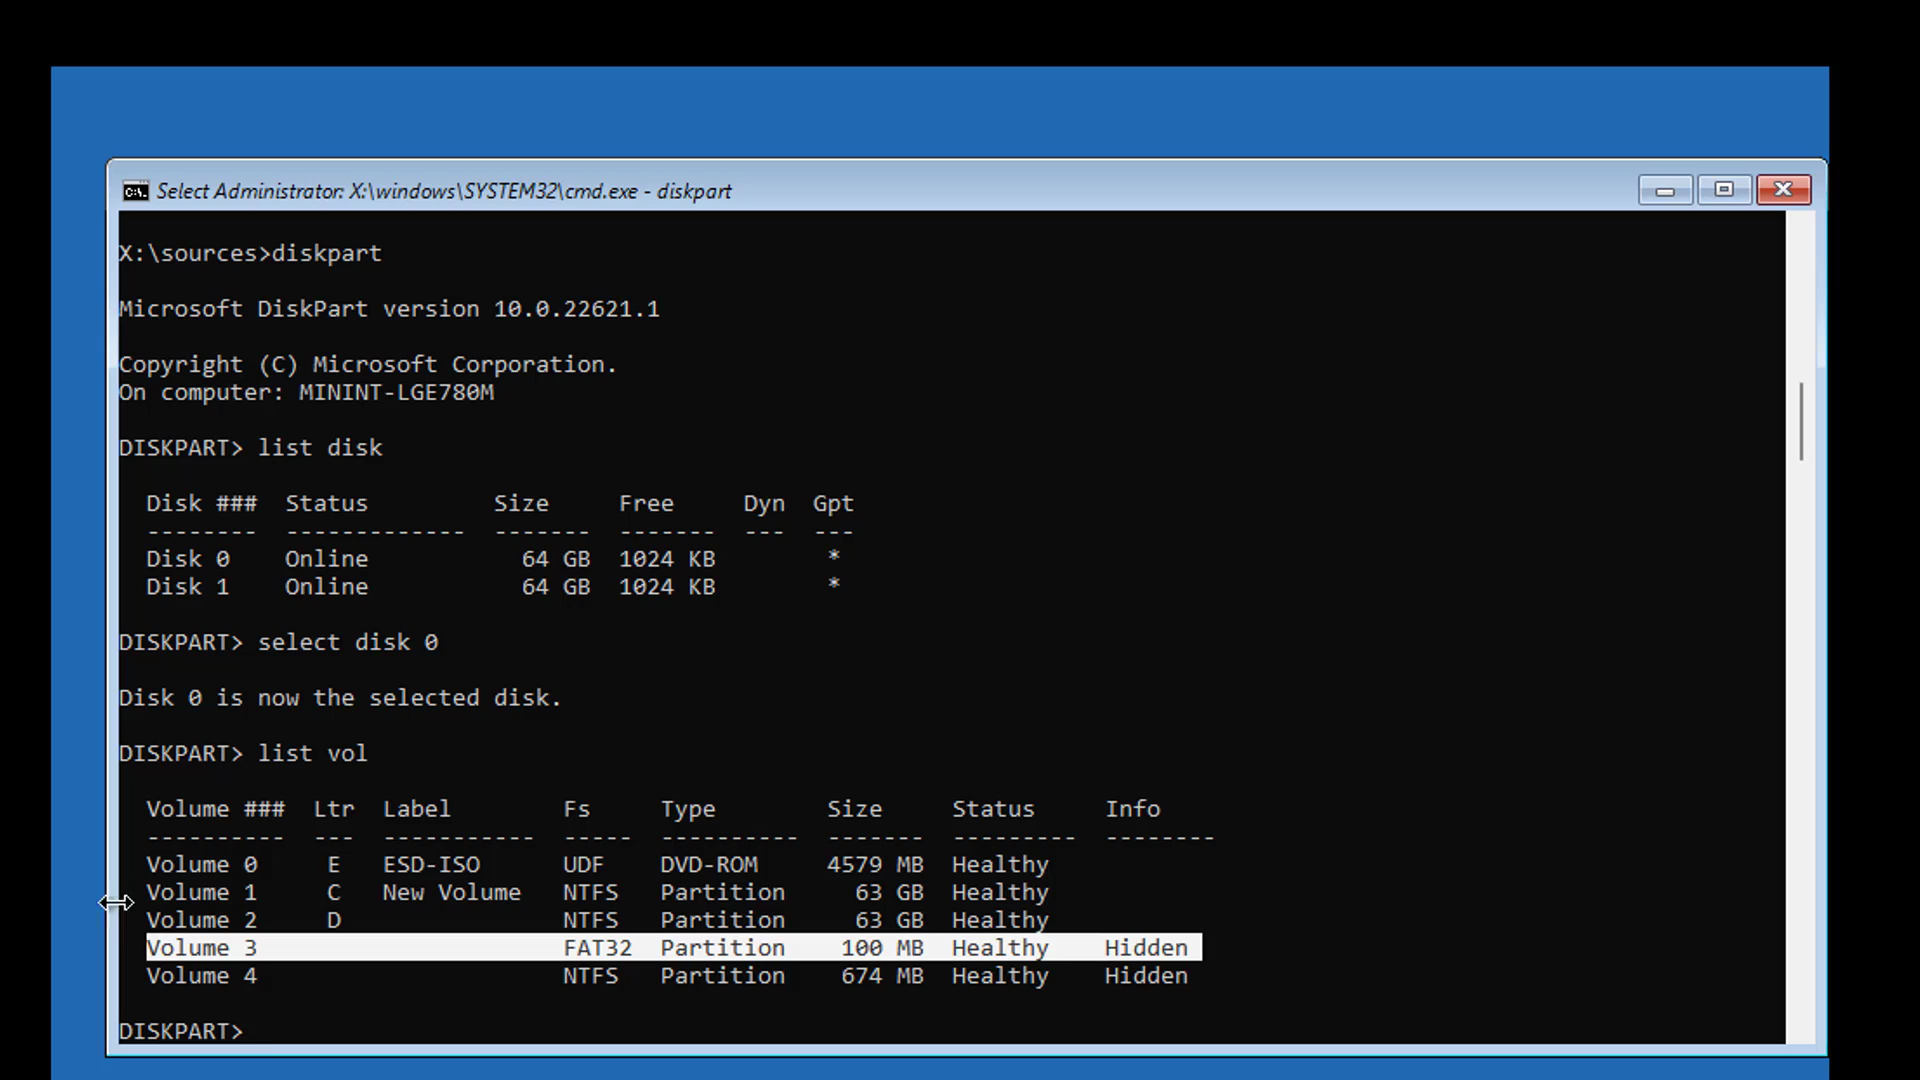 Select Administrator: X:\windows\SYSTEM32\cmd.exe - diskpart
X:\sources>diskpart
Microsoft DiskPart version 10.0.22621.1
Copyright (C) Microsoft Corporation.
On computer: MININT-LGE780M
DISKPART> list disk
  Disk ###  Status         Size     Free     Dyn  Gpt
  --------  -------------  -------  -------  ---  ---
  Disk 0    Online           64 GB  1024 KB        *
  Disk 1    Online           64 GB  1024 KB        *
DISKPART> select disk 0
Disk 0 is now the selected disk.
DISKPART> list vol
  Volume ###  Ltr  Label        Fs     Type        Size     Status     Info
  ----------  ---  -----------  -----  ----------  -------  ---------  --------
  Volume 0     E   ESD-ISO      UDF    DVD-ROM     4579 MB  Healthy
  Volume 1     C   New Volume   NTFS   Partition     63 GB  Healthy
  Volume 2     D                NTFS   Partition     63 GB  Healthy
  Volume 3                      FAT32  Partition    100 MB  Healthy    Hidden
  Volume 4                      NTFS   Partition    674 MB  Healthy    Hidden
DISKPART>